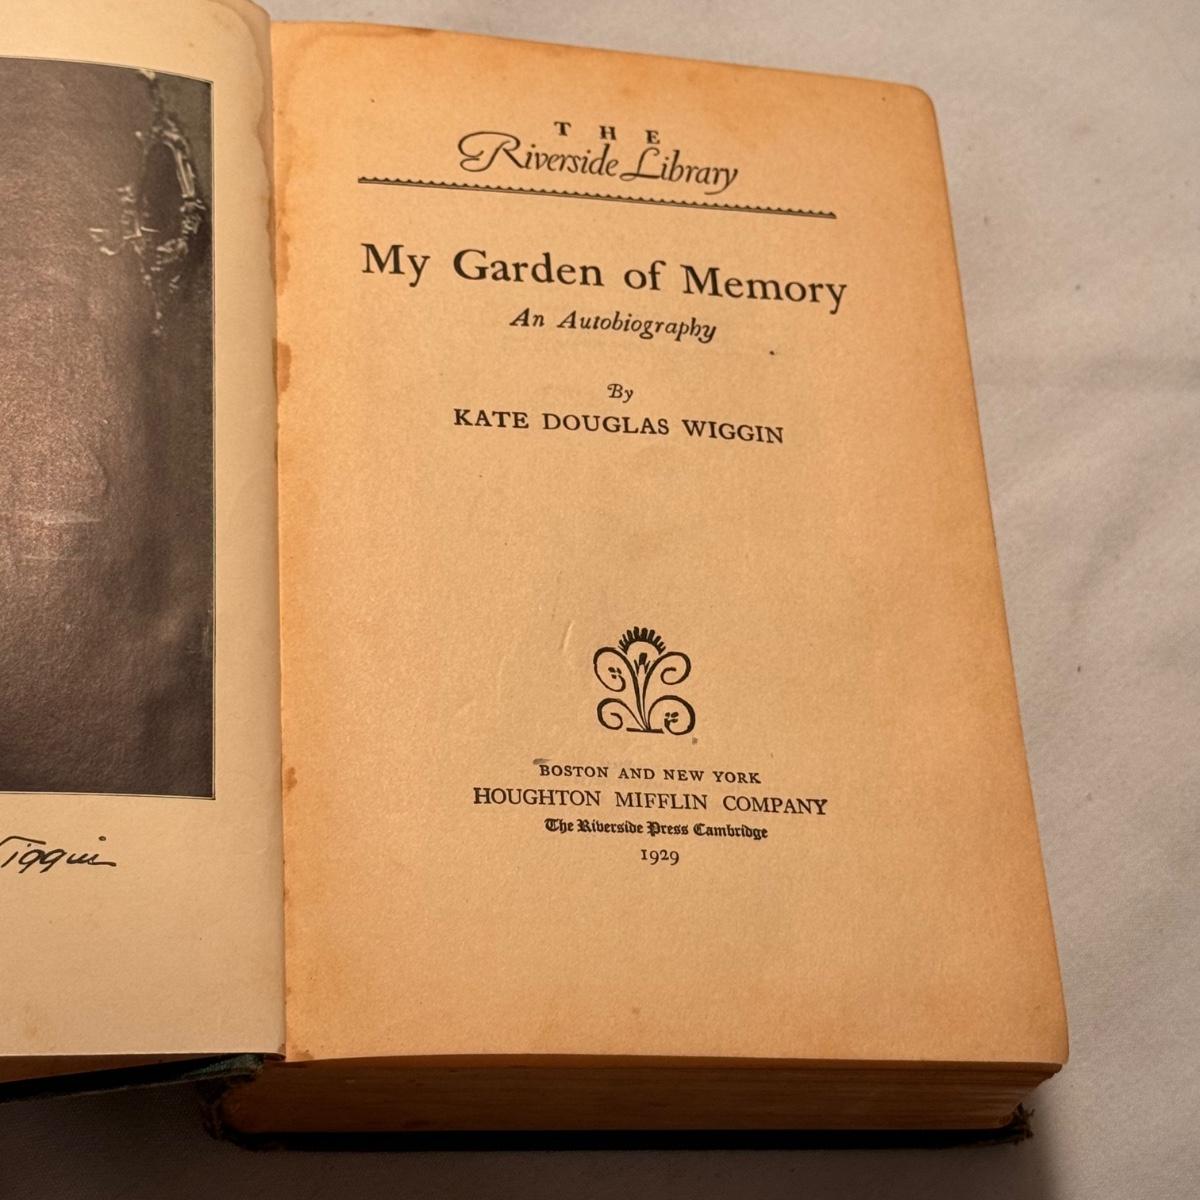 THE
Riverside Library
My Garden of Memory
An Autobiography
By
KATE DOUGLAS WIGGIN
BOSTON AND NEW YORK
HOUGHTON MIFFLIN COMPANY
The Riverside Press Cambridge
1929